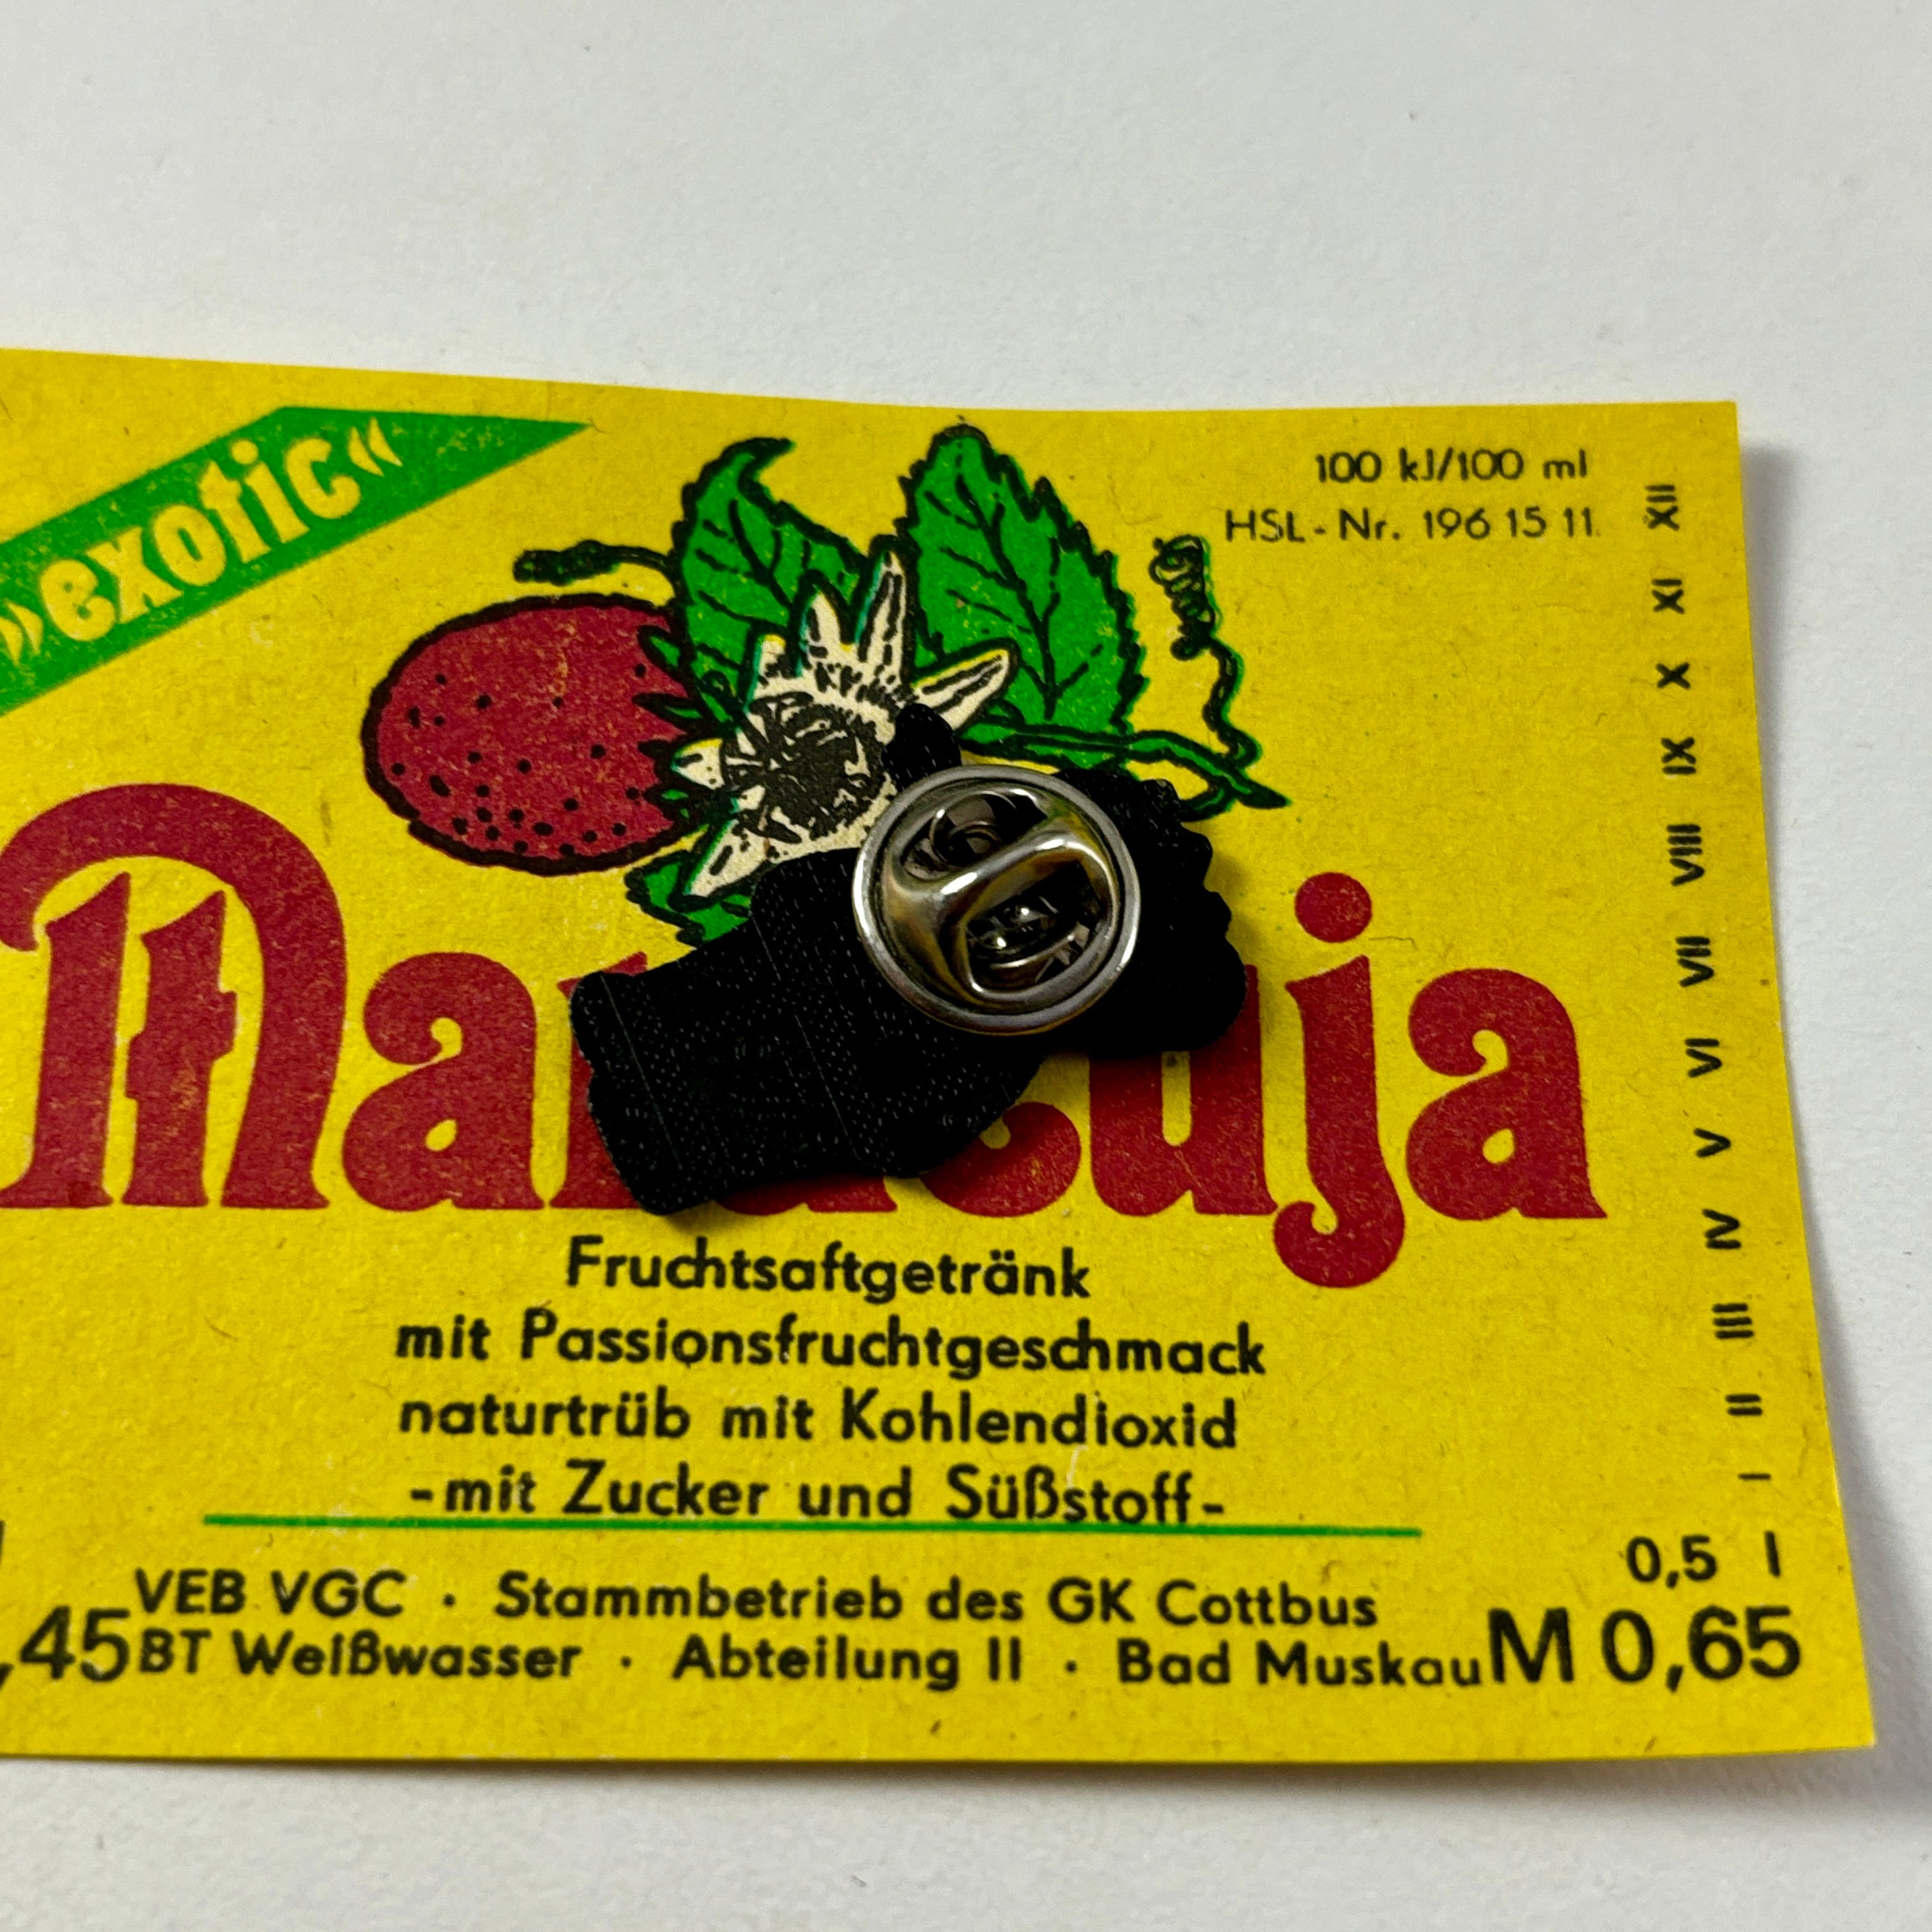 »exotic«
100 kJ/100 ml
HSL-Nr. 196 15 11
I II III IV V VI VII VIII IX X XI XII
Fruchtsaftgetränk
mit Passionsfruchtgeschmack
naturtrüb mit Kohlendioxid
-mit Zucker und Süßstoff-
0,5 l
VEB VGC · Stammbetrieb des GK Cottbus
,45 BT Weißwasser · Abteilung II · Bad Muskau M 0,65